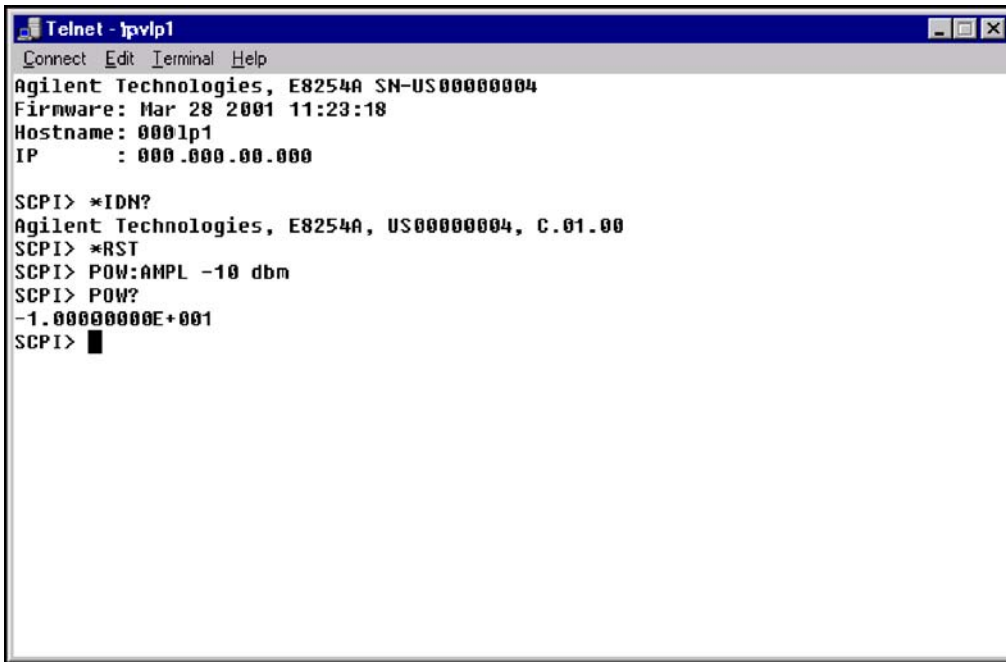 Telnet - tpvlp1
Connect Edit Terminal Help
Agilent Technologies, E8254A SN-US00000004
Firmware: Mar 28 2001 11:23:18
Hostname: 000lp1
IP : 000.000.00.000
SCPI> *IDN?
Agilent Technologies, E8254A, US00000004, C.01.00
SCPI> *RST
SCPI> POW:AMPL -10 dbm
SCPI> POW?
-1.00000000E+001
SCPI>